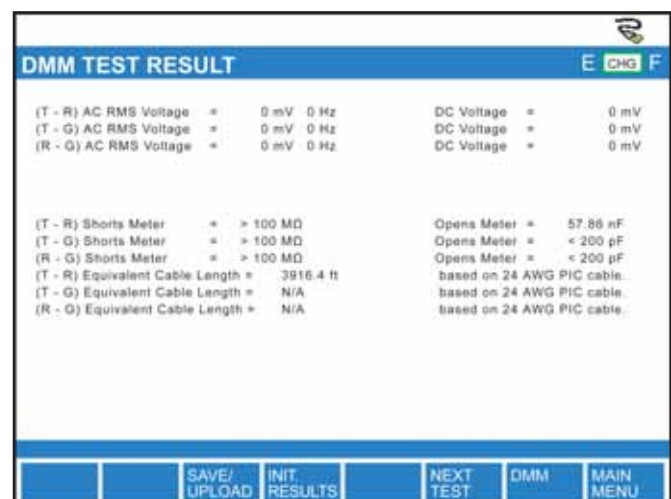 DMM TEST RESULT E CHG F
(T - R) AC RMS Voltage = 0 mV 0 Hz DC Voltage = 0 mV
(T - G) AC RMS Voltage = 0 mV 0 Hz DC Voltage = 0 mV
(R - G) AC RMS Voltage = 0 mV 0 Hz DC Voltage = 0 mV
(T - R) Shorts Meter = > 100 MΩ Opens Meter = 57.86 nF
(T - G) Shorts Meter = > 100 MΩ Opens Meter = < 200 pF
(R - G) Shorts Meter = > 100 MΩ Opens Meter = < 200 pF
(T - R) Equivalent Cable Length = 3916.4 ft based on 24 AWG PIC cable.
(T - G) Equivalent Cable Length = N/A based on 24 AWG PIC cable.
(R - G) Equivalent Cable Length = N/A based on 24 AWG PIC cable.
SAVE/ INIT. NEXT DMM MAIN
UPLOAD RESULTS TEST MENU